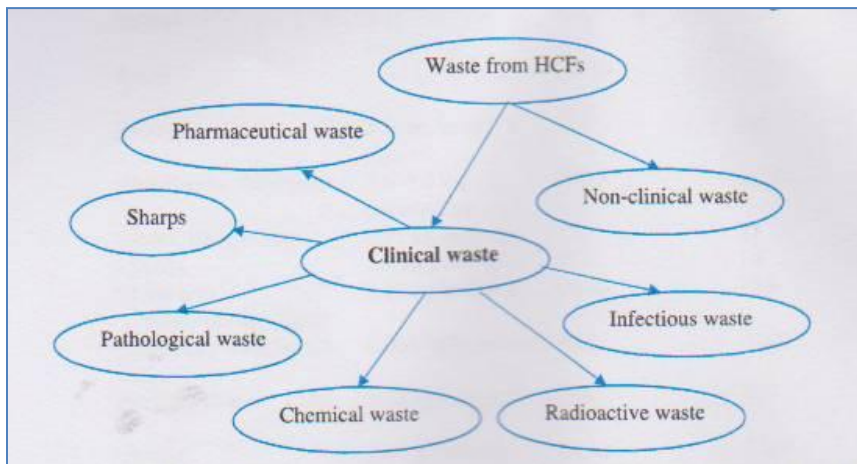 Waste from HCFs
Pharmaceutical waste
Non-clinical waste
Sharps
Clinical waste
Infectious waste
Pathological waste
Chemical waste
Radioactive waste